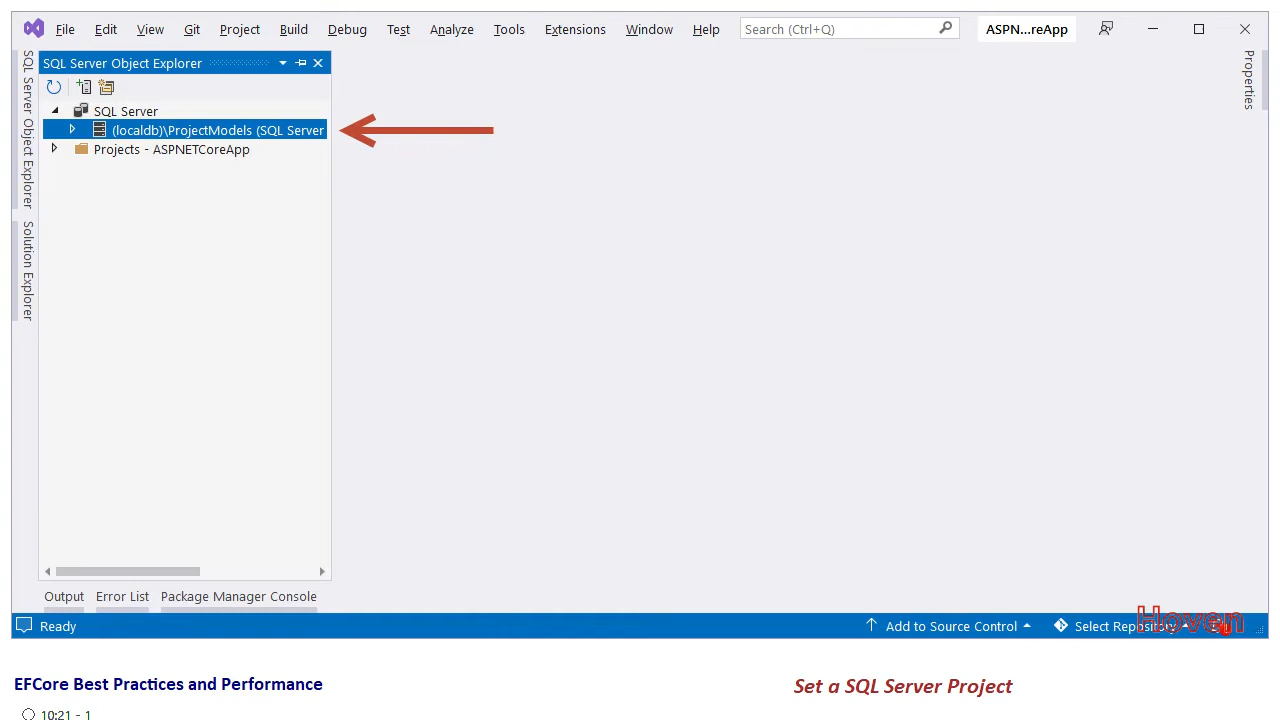 File Edit View Git Project Build Debug Test Analyze Tools Extensions Window Help Search (Ctrl+Q) ASPN...reApp
SQL Server Object Explorer
SQL Server Object Explorer
Solution Explorer
Properties
SQL Server
(localdb)\ProjectModels (SQL Server
Projects - ASPNETCoreApp
Output Error List Package Manager Console
Ready Add to Source Control Select Repository
Hoven
EFCore Best Practices and Performance Set a SQL Server Project
10:21 - 1